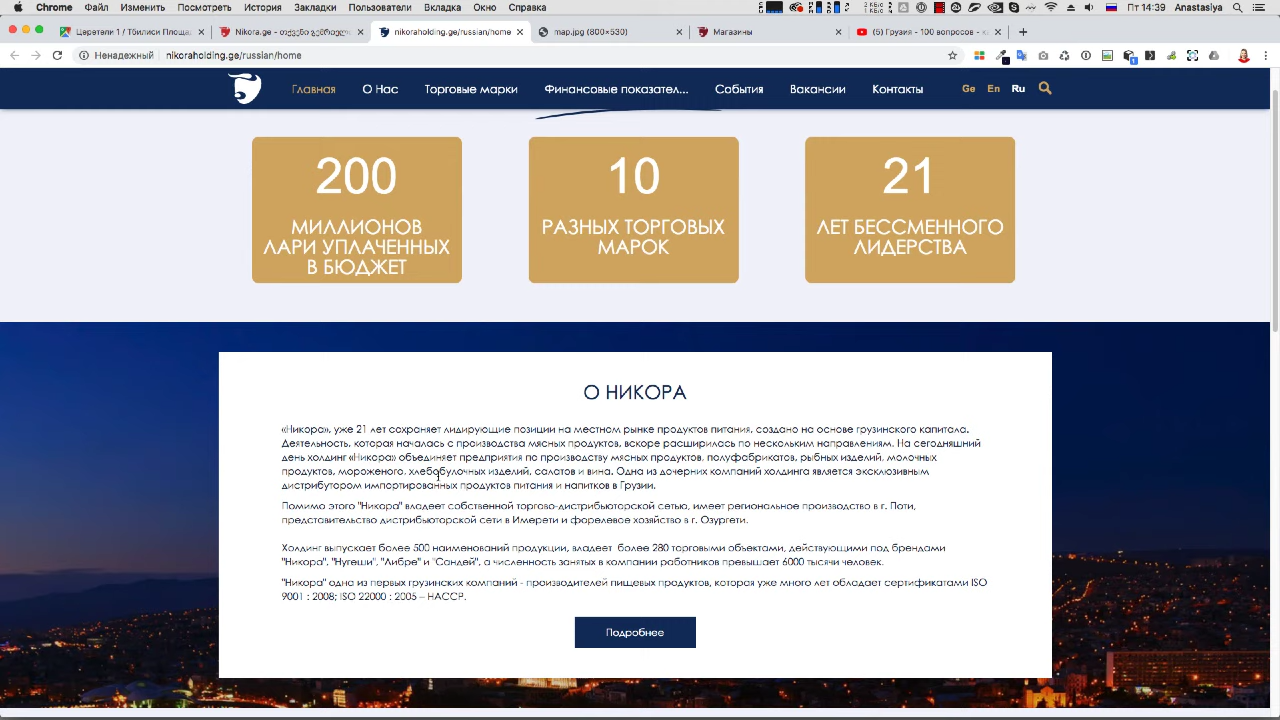 Chrome Файл Изменить Посмотреть История Закладки Пользователи Вкладка Окно Справка Пт 14:39 Anastasiya
Церетели 1 / Тбилиси Площа
Nikora.ge -
nikoraholding.ge/russian/home
map.jpg (800×530)
Магазины
(5) Грузия - 100 вопросов -
Ненадежный nikoraholding.ge/russian/home
Главная О Нас Торговые марки Финансовые показател... События Вакансии Контакты Ge En Ru
200
МИЛЛИОНОВ
ЛАРИ УПЛАЧЕННЫХ
В БЮДЖЕТ
10
РАЗНЫХ ТОРГОВЫХ
МАРОК
21
ЛЕТ БЕССМЕННОГО
ЛИДЕРСТВА
О НИКОРА
«Никора», уже 21 лет сохраняет лидирующие позиции на местном рынке продуктов питания, создано на основе грузинского капитала.
Деятельность, которая началась с производства мясных продуктов, вскоре расширилась по нескольким направлениям. На сегодняшний
день холдинг «Никора» объединяет предприятия по производству мясных продуктов, полуфабрикатов, рыбных изделий, молочных
продуктов, мороженого, хлебобулочных изделий, салатов и вина. Одна из дочерних компаний холдинга является эксклюзивным
дистрибутором импортированных продуктов питания и напитков в Грузии.
Помимо этого "Никора" владеет собственной торгово-дистрибьюторской сетью, имеет региональное производство в г. Поти,
представительство дистрибьюторской сети в Имерети и форелевое хозяйство в г. Озургети.
Холдинг выпускает более 500 наименований продукции, владеет более 280 торговыми объектами, действующими под брендами
"Никора", "Нугеши", "Либре" и "Сандей", а численность занятых в компании работников превышает 6000 тысячи человек.
"Никора" одна из первых грузинских компаний - производителей пищевых продуктов, которая уже много лет обладает сертификатами ISO
9001 : 2008; ISO 22000 : 2005 – HACCP.
Подробнее